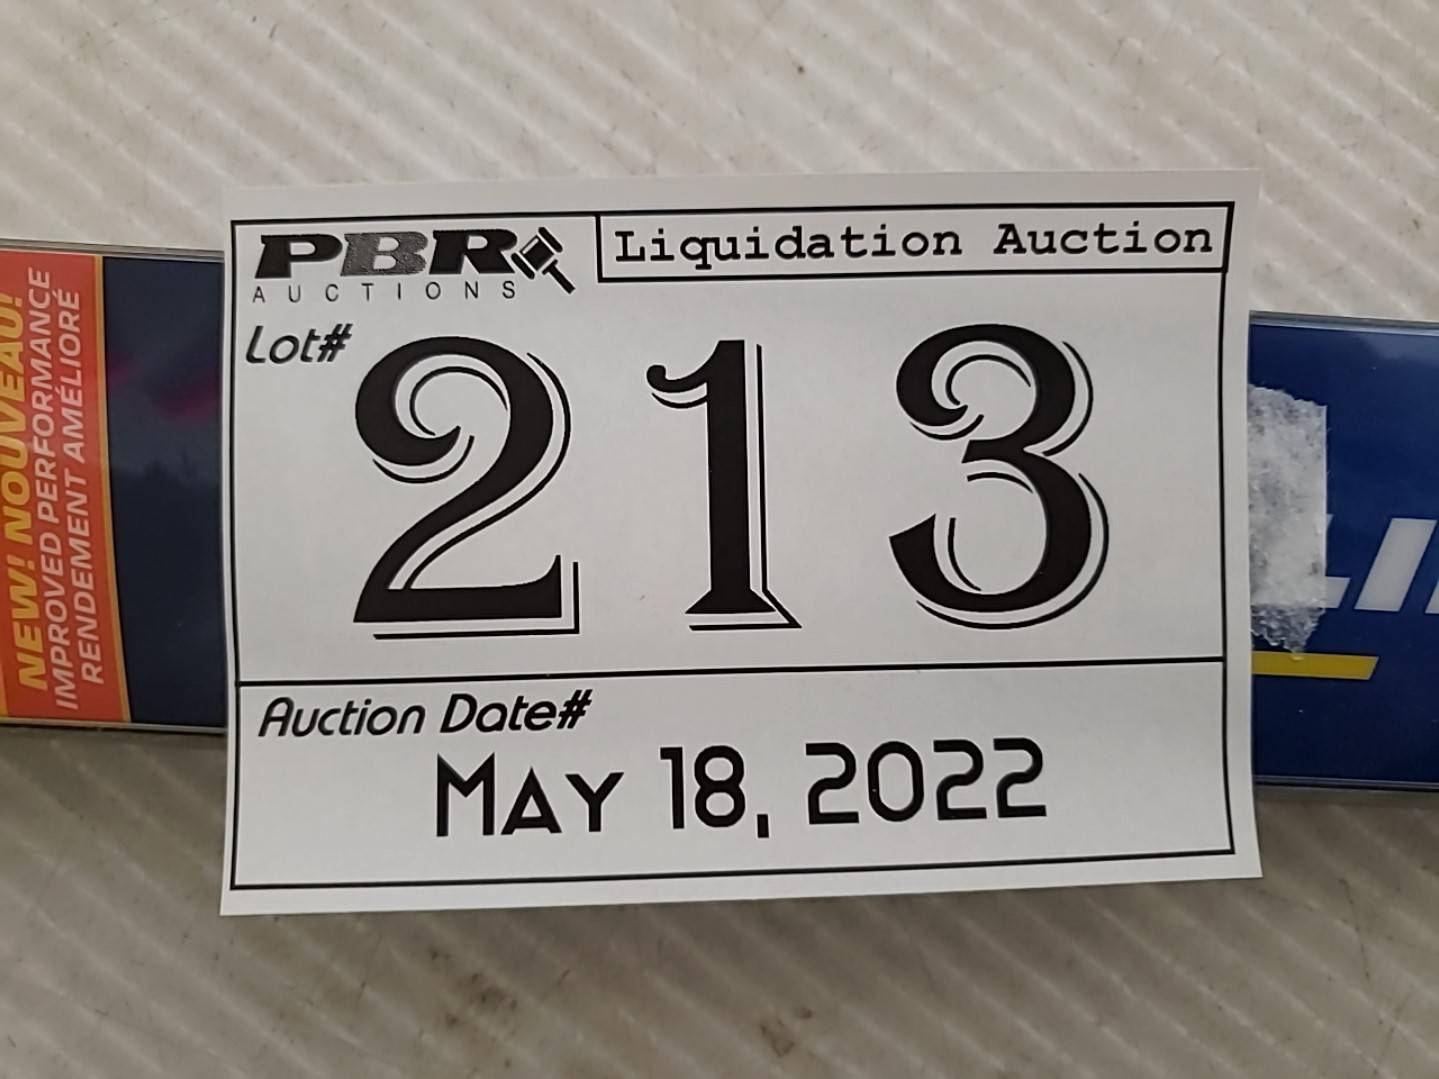 PBR
AUCTIONS
Liquidation Auction
Lot#
213
Auction Date#
May 18, 2022
NEW! NOUVEAU!
IMPROVED PERFORMANCE
RENDEMENT AMÉLIORÉ